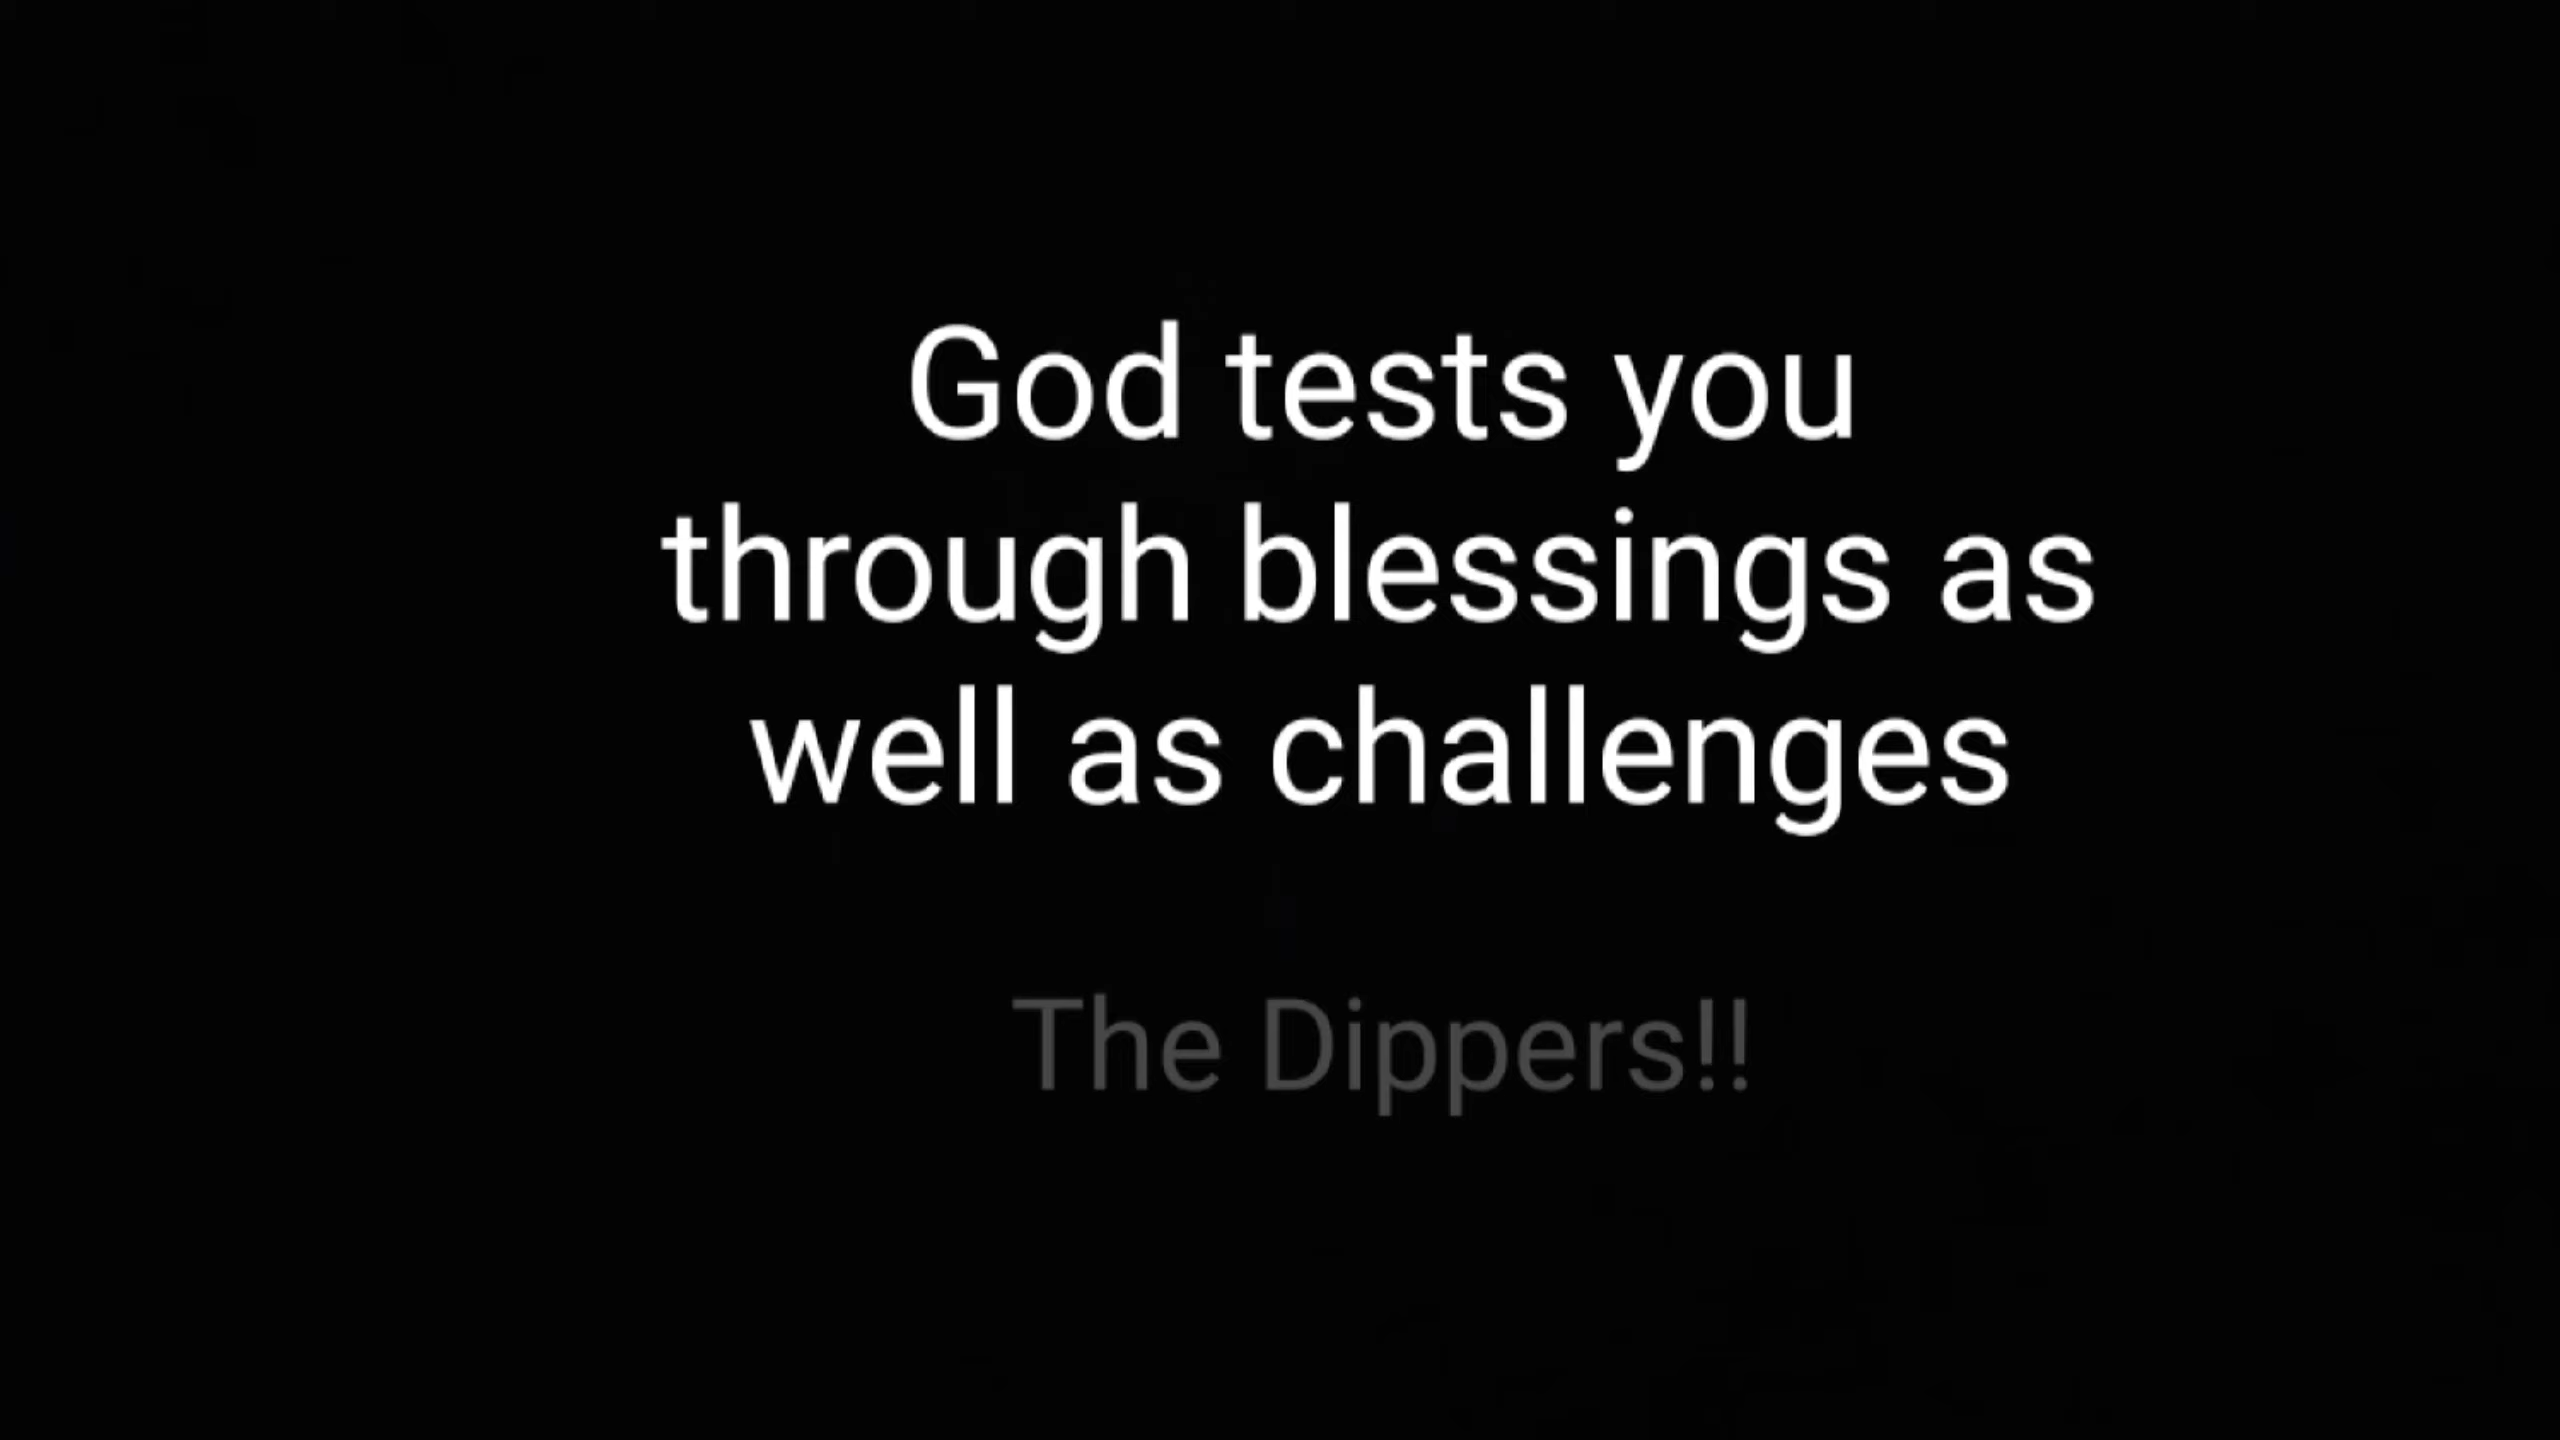 God tests you
through blessings as
well as challenges
The Dippers!!